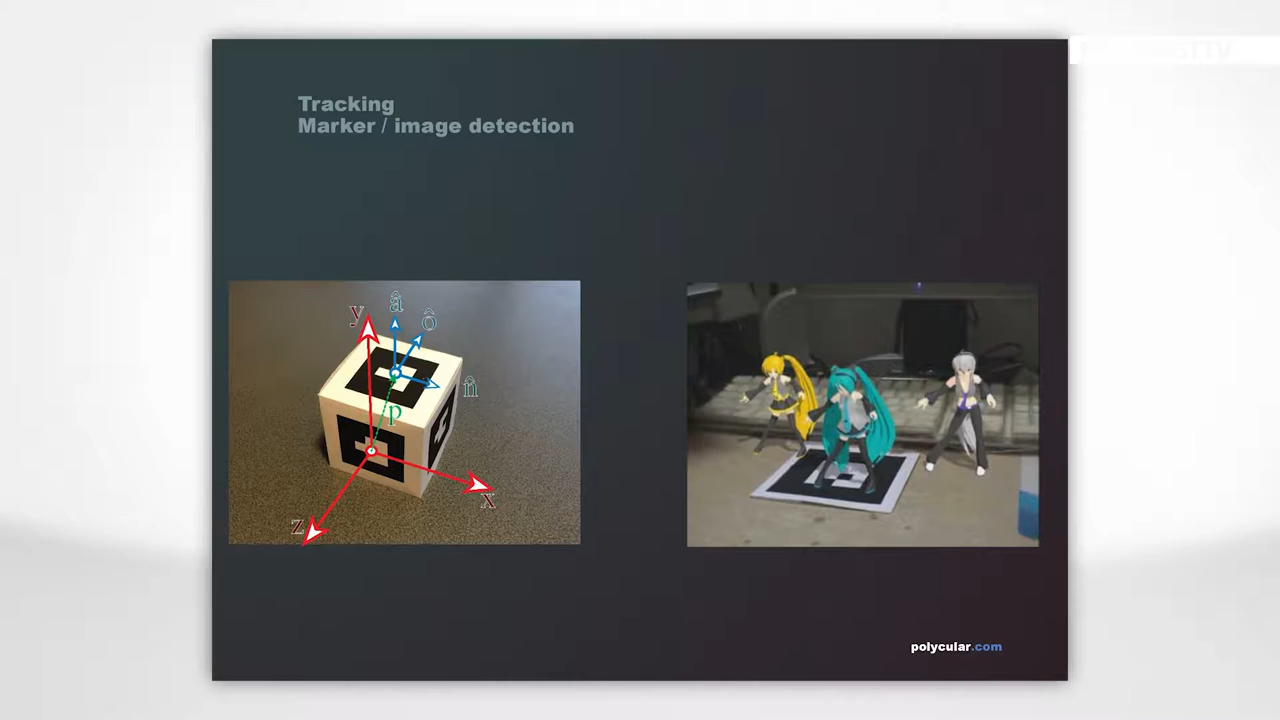 Tracking
Marker / image detection
y
â
ô
n̂
p
x
z
polycular.com